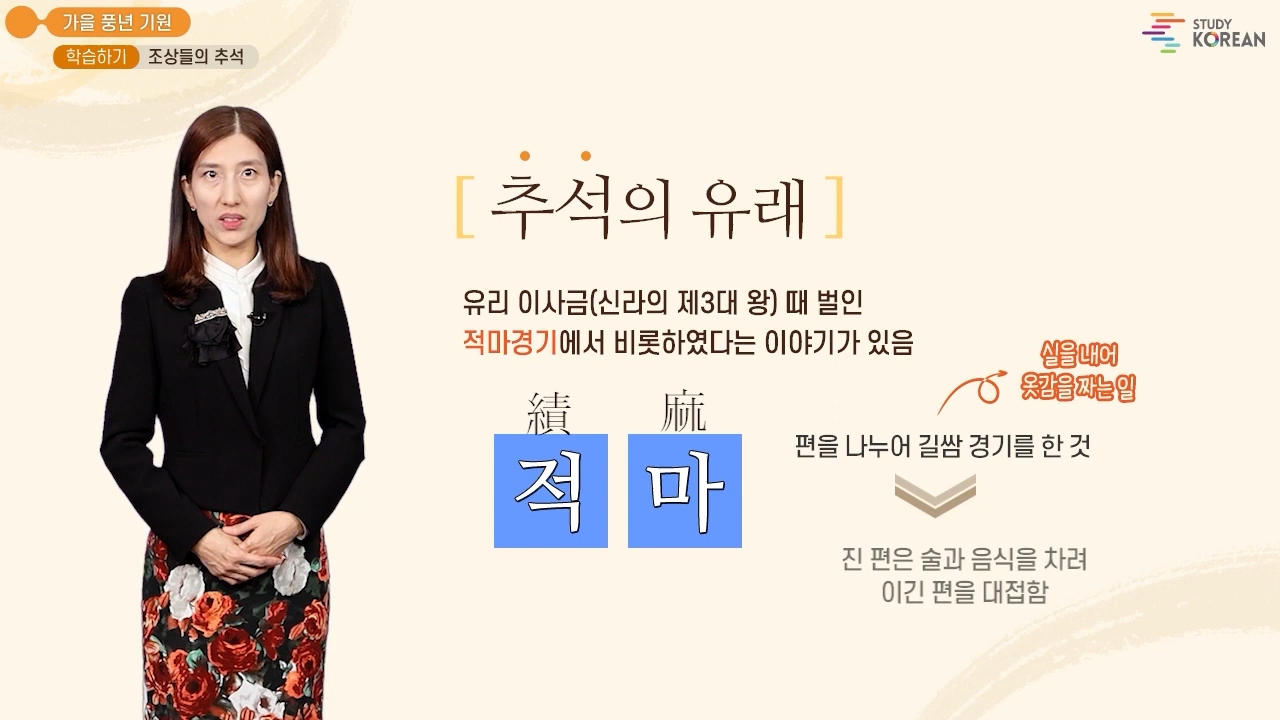 가을 풍년 기원
학습하기 조상들의 추석
STUDY
KOREAN
[ 추석의 유래 ]
유리 이사금(신라의 제3대 왕) 때 벌인
적마경기에서 비롯하였다는 이야기가 있음
실을 내어
옷감을 짜는 일
績 麻
적 마
편을 나누어 길쌈 경기를 한 것
진 편은 술과 음식을 차려
이긴 편을 대접함